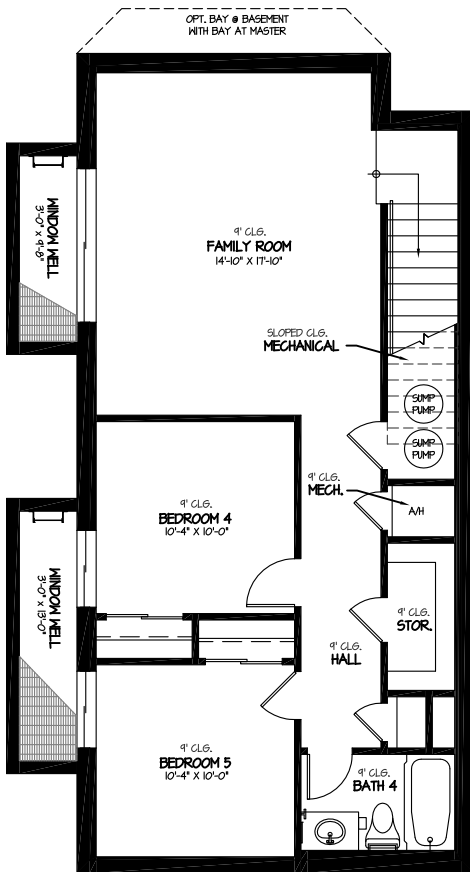 OPT. BAY @ BASEMENT
WITH BAY AT MASTER
WINDOW WELL
3'-0" X 9'-8"
9' CLG.
FAMILY ROOM
14'-10" X 17'-10"
SLOPED CLG.
MECHANICAL
SUMP
PUMP
SUMP
PUMP
9' CLG.
MECH.
A/H
9' CLG.
BEDROOM 4
10'-4" X 10'-0"
WINDOW WELL
3'-0" X 13'-0"
9' CLG.
STOR.
9' CLG.
HALL
9' CLG.
BEDROOM 5
10'-4" X 10'-0"
9' CLG.
BATH 4